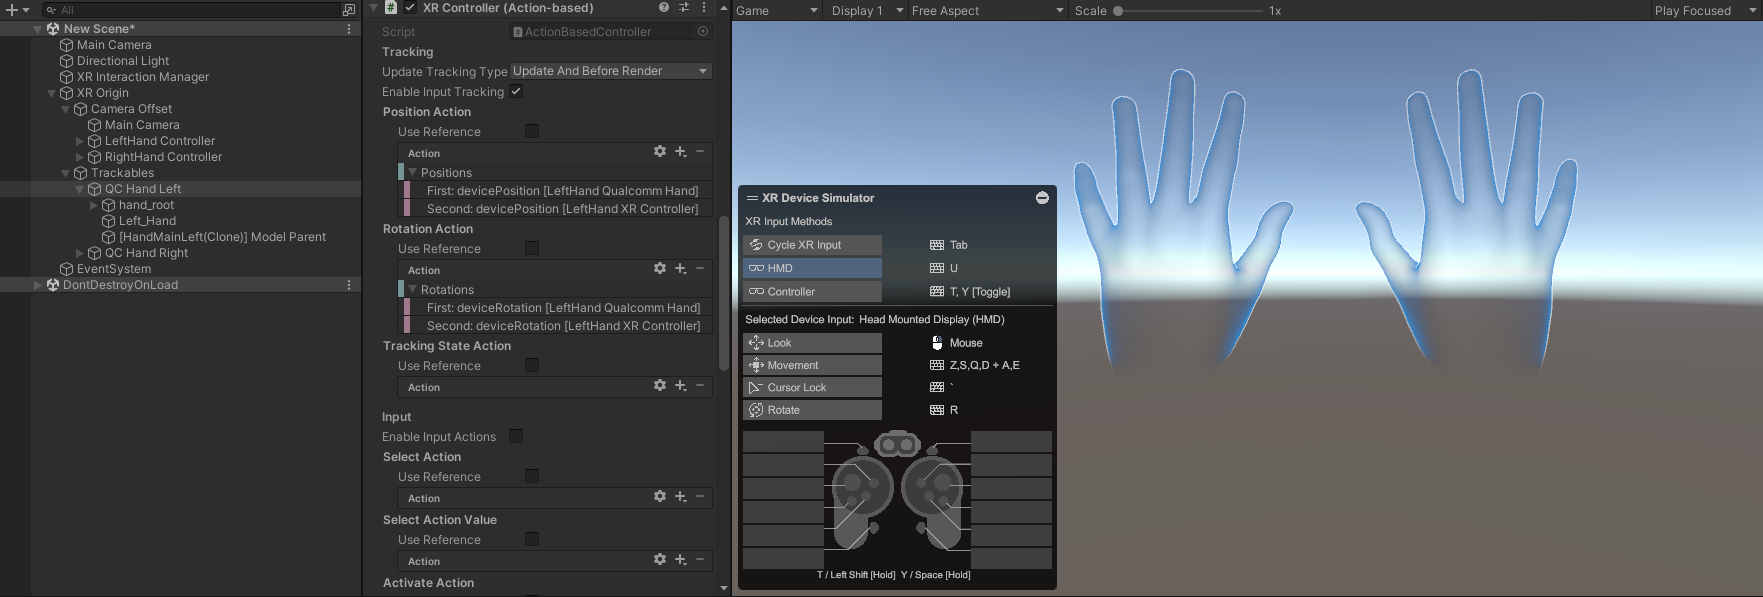 All
New Scene*
Main Camera
Directional Light
XR Interaction Manager
XR Origin
Camera Offset
Main Camera
LeftHand Controller
RightHand Controller
Trackables
QC Hand Left
hand_root
Left_Hand
[HandMainLeft(Clone)] Model Parent
QC Hand Right
EventSystem
DontDestroyOnLoad
XR Controller (Action-based)
Script ActionBasedController
Tracking
Update Tracking Type Update And Before Render
Enable Input Tracking
Position Action
Use Reference
Action
Positions
First: devicePosition [LeftHand Qualcomm Hand]
Second: devicePosition [LeftHand XR Controller]
Rotation Action
Use Reference
Action
Rotations
First: deviceRotation [LeftHand Qualcomm Hand]
Second: deviceRotation [LeftHand XR Controller]
Tracking State Action
Use Reference
Action
Input
Enable Input Actions
Select Action
Use Reference
Action
Select Action Value
Use Reference
Action
Activate Action
Game Display 1 Free Aspect Scale 1x Play Focused
XR Device Simulator
XR Input Methods
Cycle XR Input Tab
HMD U
Controller T, Y [Toggle]
Selected Device Input: Head Mounted Display (HMD)
Look Mouse
Movement Z,S,Q,D + A,E
Cursor Lock `
Rotate R
T / Left Shift [Hold] Y / Space [Hold]